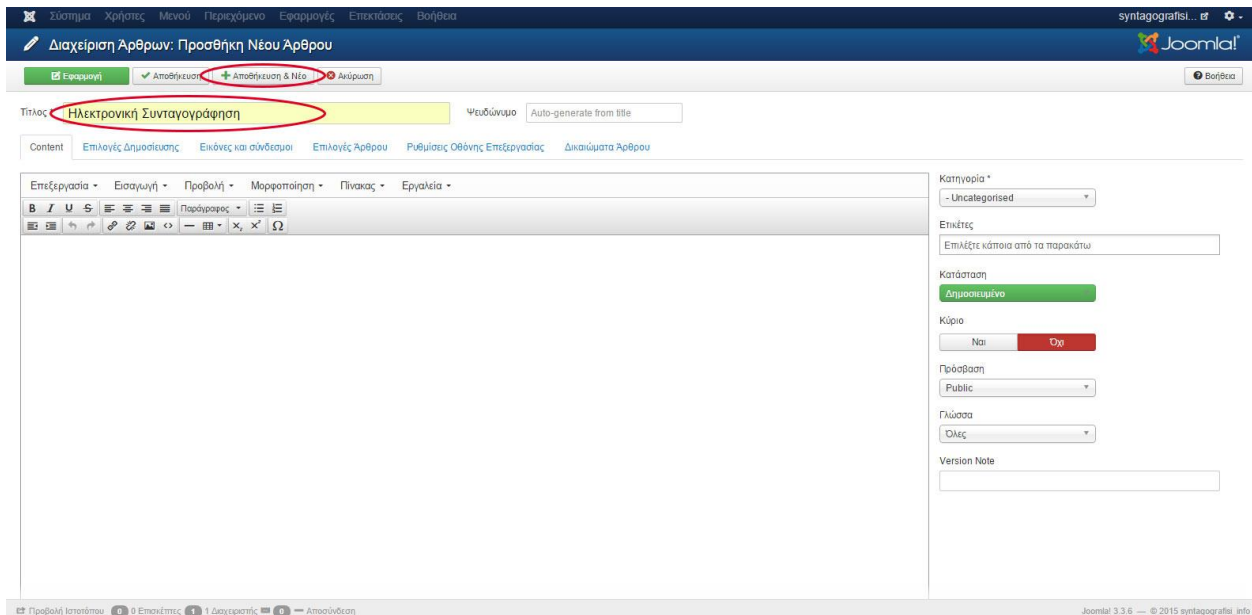 Σύστημα Χρήστες Μενού Περιεχόμενο Εφαρμογές Επεκτάσεις Βοήθεια syntagografisi...
Διαχείριση Άρθρων: Προσθήκη Νέου Άρθρου Joomla!
Εφαρμογή Αποθήκευση Αποθήκευση & Νέο Ακύρωση Βοήθεια
Τίτλος Ηλεκτρονική Συνταγογράφηση Ψευδώνυμο Auto-generate from title
Content Επιλογές Δημοσίευσης Εικόνες και σύνδεσμοι Επιλογές Άρθρου Ρυθμίσεις Οθόνης Επεξεργασίας Δικαιώματα Άρθρου
Επεξεργασία Εισαγωγή Προβολή Μορφοποίηση Πίνακας Εργαλεία
Παράγραφος
Κατηγορία *
- Uncategorised
Ετικέτες
Επιλέξτε κάποια από τα παρακάτω
Κατάσταση
Δημοσιευμένο
Κύριο
Ναι Όχι
Πρόσβαση
Public
Γλώσσα
Όλες
Version Note
Προβολή Ιστοτόπου 0 0 Επισκέπτες 1 1 Διαχειριστής 0 Αποσύνδεση Joomla! 3.3.6 — © 2015 syntagografisi_info